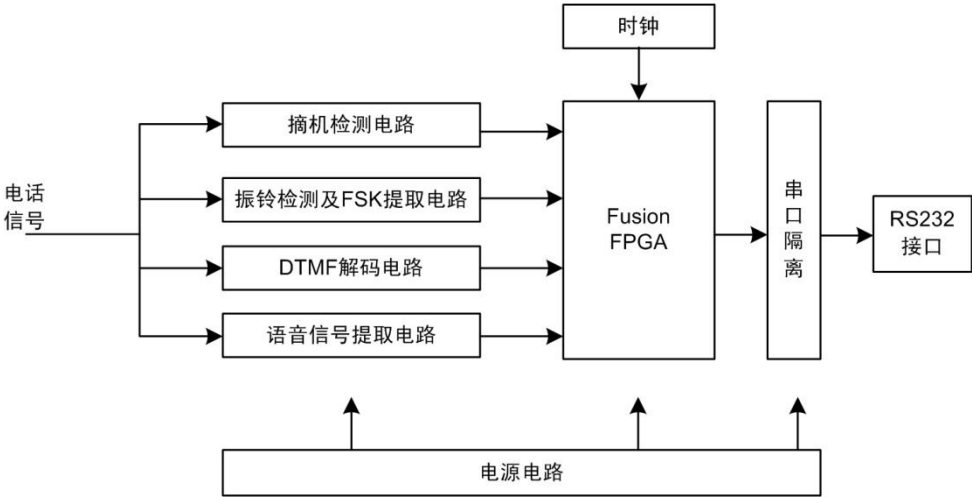 时钟
摘机检测电路
电话
信号
振铃检测及FSK提取电路
DTMF解码电路
语音信号提取电路
Fusion
FPGA
串
口
隔
离
RS232
接口
电源电路